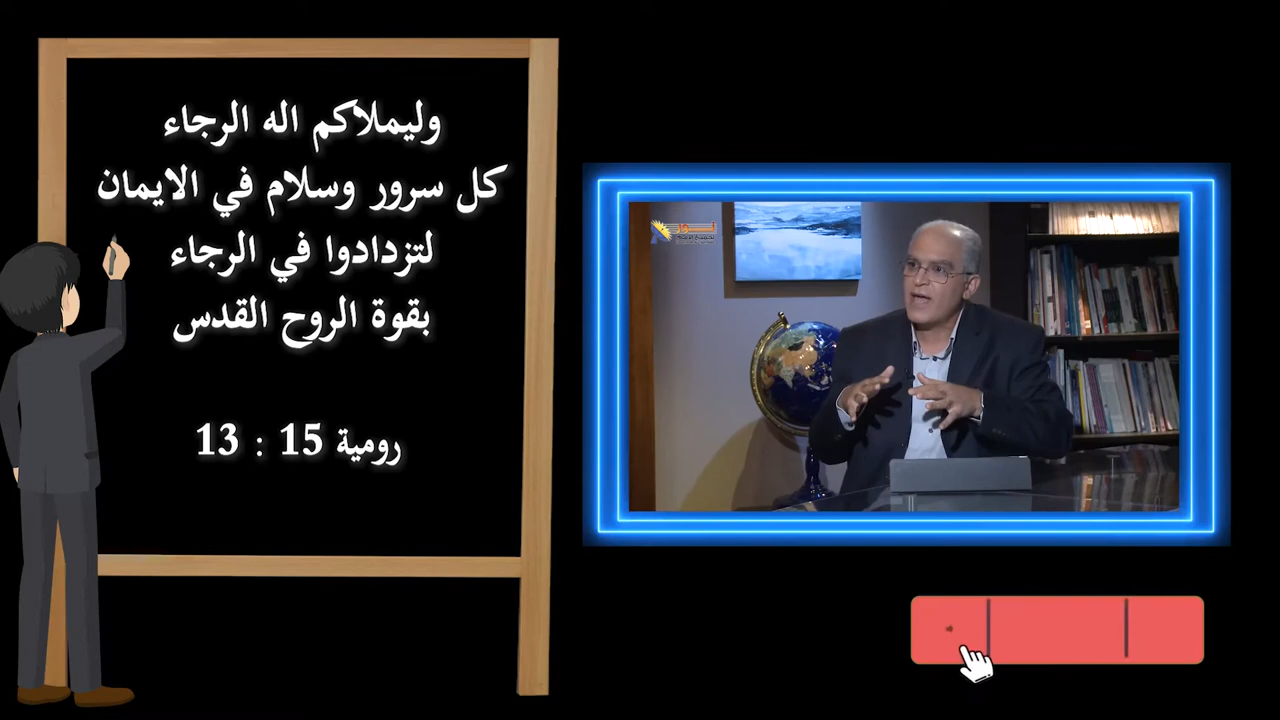 وليملاكم اله الرجاء
كل سرور وسلام في الايمان
لتزدادوا في الرجاء
بقوة الروح القدس
رومية 15 : 13